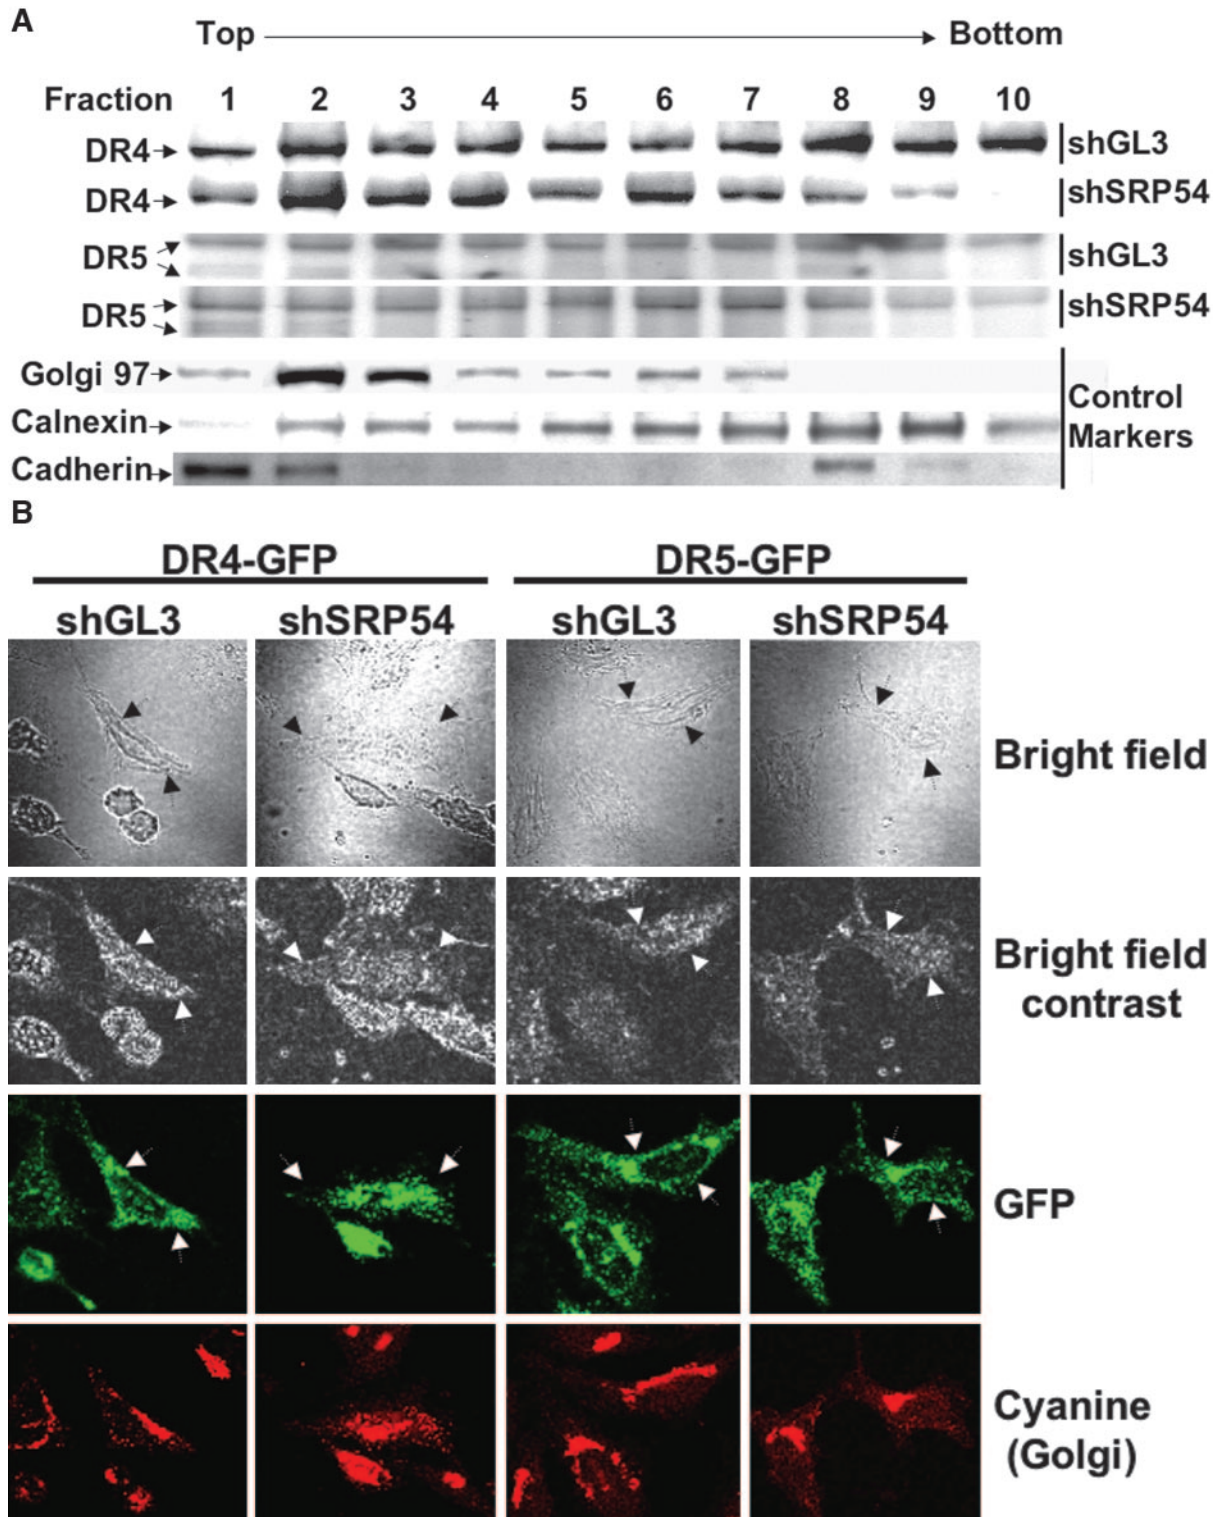 A
Top Bottom
Fraction 1 2 3 4 5 6 7 8 9 10
DR4 shGL3
DR4 shSRP54
DR5 shGL3
DR5 shSRP54
Golgi 97
Calnexin
Cadherin
Control
Markers
B
DR4-GFP DR5-GFP
shGL3 shSRP54 shGL3 shSRP54
Bright field
Bright field
contrast
GFP
Cyanine
(Golgi)